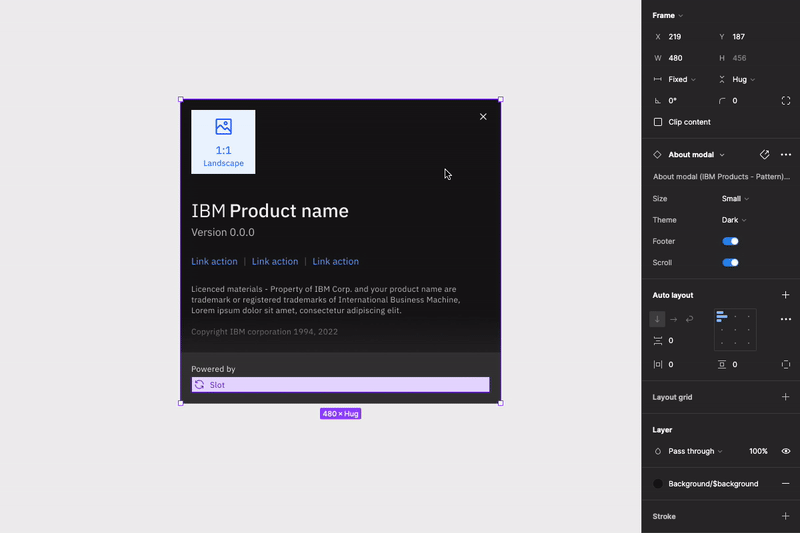 1:1
Landscape
IBM Product name
Version 0.0.0
Link action | Link action | Link action
Licenced materials - Property of IBM Corp. and your product name are
trademark or registered trademarks of International Business Machine,
Lorem ipsum dolor sit amet, consectetur adipiscing elit.
Copyright IBM corporation 1994, 2022
Powered by
Slot
480 × Hug
Frame
X 219 Y 187
W 480 H 456
Fixed Hug
0° 0
Clip content
About modal
About modal (IBM Products - Pattern)...
Size Small
Theme Dark
Footer
Scroll
Auto layout
0
0 0
Layout grid
Layer
Pass through 100%
Background/$background
Stroke